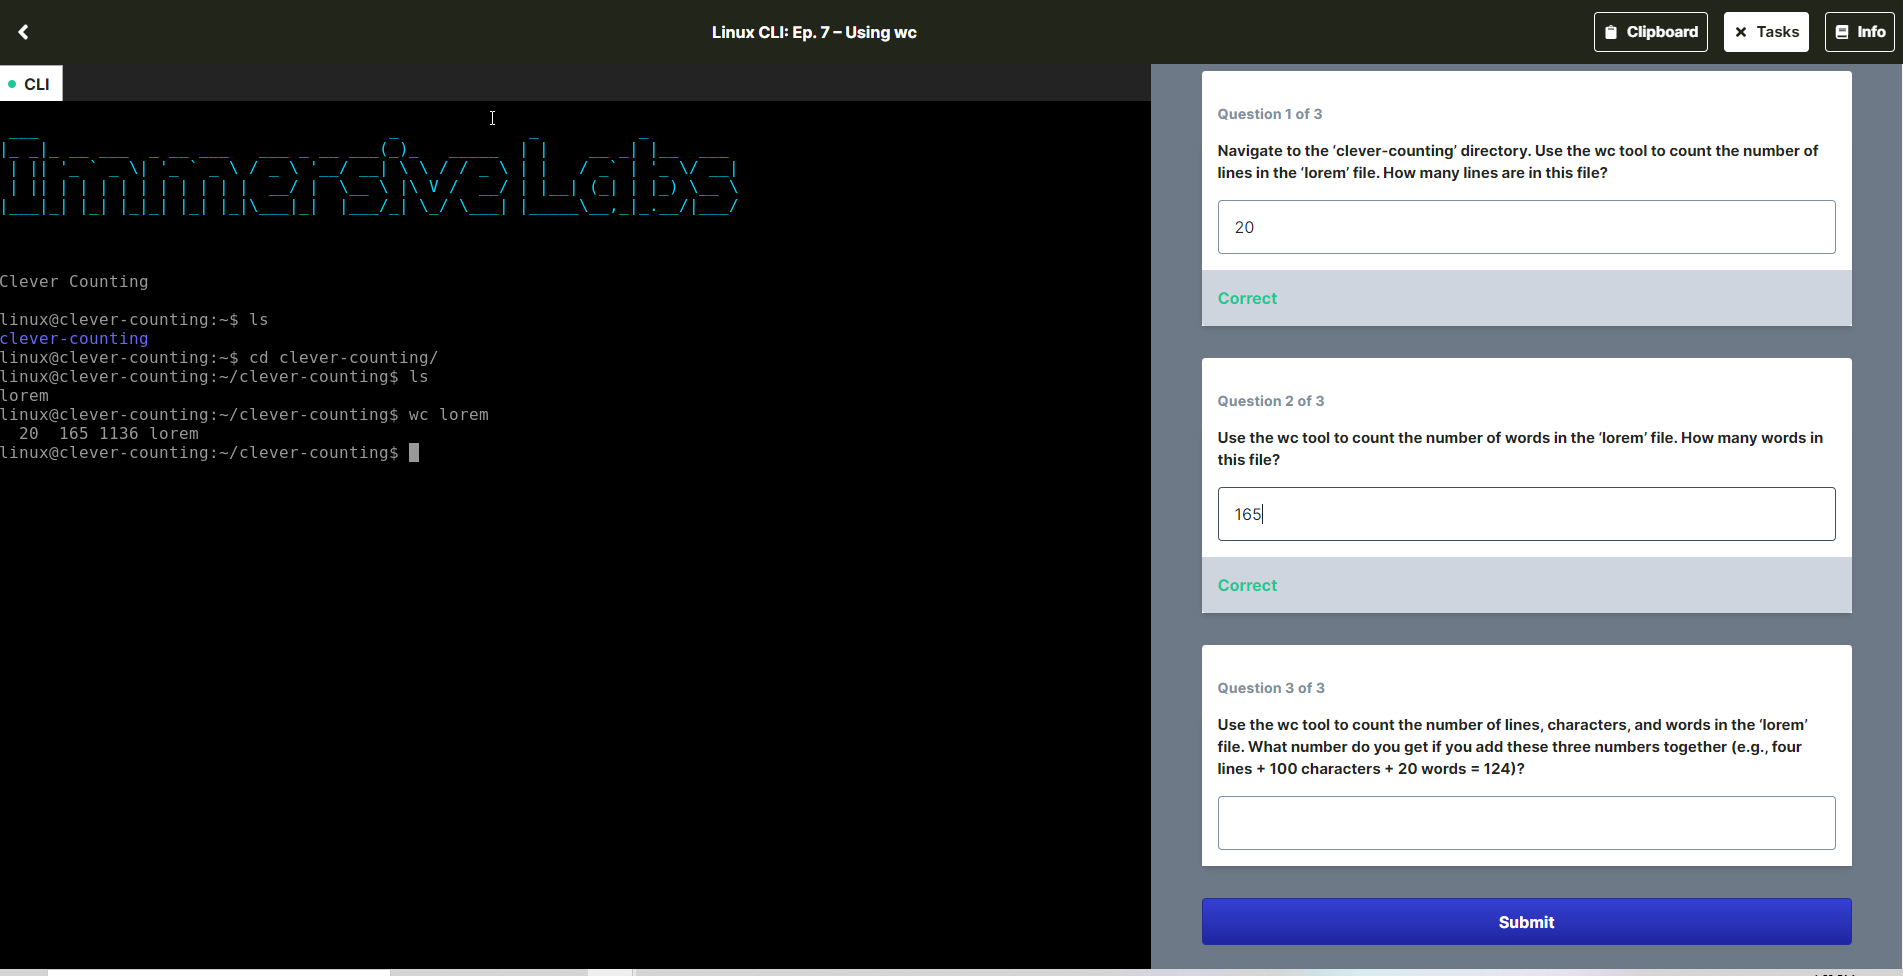 Linux CLI: Ep. 7 – Using wc
Clipboard
Tasks
Info
CLI
Immersive Labs
Clever Counting
linux@clever-counting:~$ ls
clever-counting
linux@clever-counting:~$ cd clever-counting/
linux@clever-counting:~/clever-counting$ ls
lorem
linux@clever-counting:~/clever-counting$ wc lorem
20 165 1136 lorem
linux@clever-counting:~/clever-counting$
Question 1 of 3
Navigate to the ‘clever-counting’ directory. Use the wc tool to count the number of
lines in the ‘lorem’ file. How many lines are in this file?
20
Correct
Question 2 of 3
Use the wc tool to count the number of words in the ‘lorem’ file. How many words in
this file?
165
Correct
Question 3 of 3
Use the wc tool to count the number of lines, characters, and words in the ‘lorem’
file. What number do you get if you add these three numbers together (e.g., four
lines + 100 characters + 20 words = 124)?
Submit